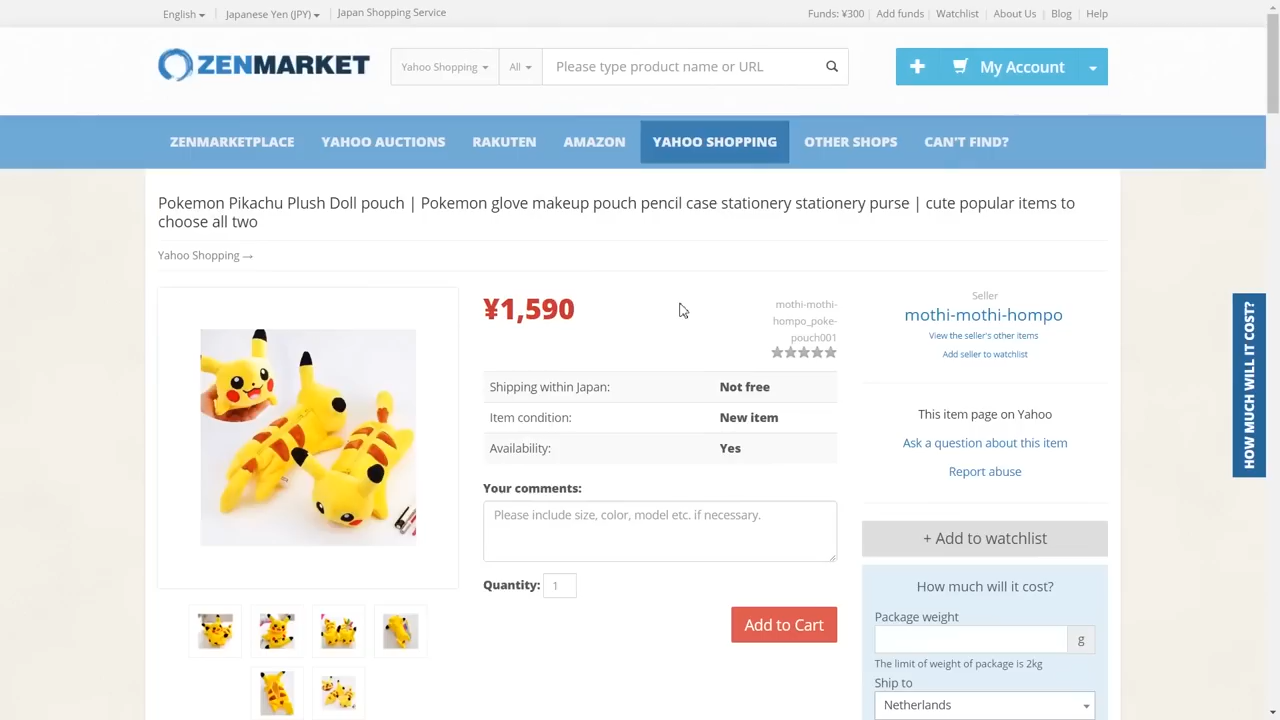 English
Japanese Yen (JPY)
Japan Shopping Service
Funds: ¥300
Add funds
Watchlist
About Us
Blog
Help
ZENMARKET
Yahoo Shopping
All
Please type product name or URL
My Account
ZENMARKETPLACE
YAHOO AUCTIONS
RAKUTEN
AMAZON
YAHOO SHOPPING
OTHER SHOPS
CAN'T FIND?
Pokemon Pikachu Plush Doll pouch | Pokemon glove makeup pouch pencil case stationery stationery purse | cute popular items to
choose all two
Yahoo Shopping →
¥1,590
mothi-mothi-
hompo_poke-
pouch001
Shipping within Japan: Not free
Item condition: New item
Availability: Yes
Your comments:
Please include size, color, model etc. if necessary.
Quantity: 1
Add to Cart
Seller
mothi-mothi-hompo
View the seller's other items
Add seller to watchlist
This item page on Yahoo
Ask a question about this item
Report abuse
+ Add to watchlist
How much will it cost?
Package weight
g
The limit of weight of package is 2kg
Ship to
Netherlands
HOW MUCH WILL IT COST?